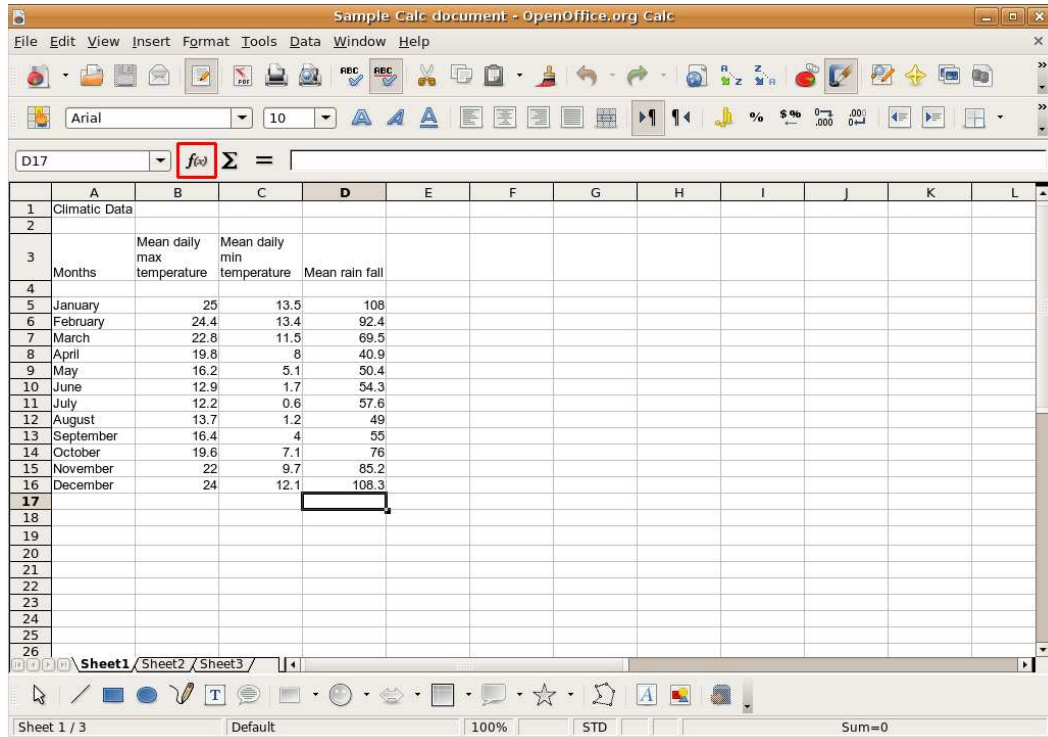 Sample Calc document - OpenOffice.org Calc
File Edit View Insert Format Tools Data Window Help
Arial 10
D17 f(x) Σ =
A B C D E F G H I J K L
1 Climatic Data
2
3 Months Mean daily max temperature Mean daily min temperature Mean rain fall
4
5 January 25 13.5 108
6 February 24.4 13.4 92.4
7 March 22.8 11.5 69.5
8 April 19.8 8 40.9
9 May 16.2 5.1 50.4
10 June 12.9 1.7 54.3
11 July 12.2 0.6 57.6
12 August 13.7 1.2 49
13 September 16.4 4 55
14 October 19.6 7.1 76
15 November 22 9.7 85.2
16 December 24 12.1 108.3
17
18
19
20
21
22
23
24
25
26
Sheet1 Sheet2 Sheet3
Sheet 1 / 3 Default 100% STD Sum=0